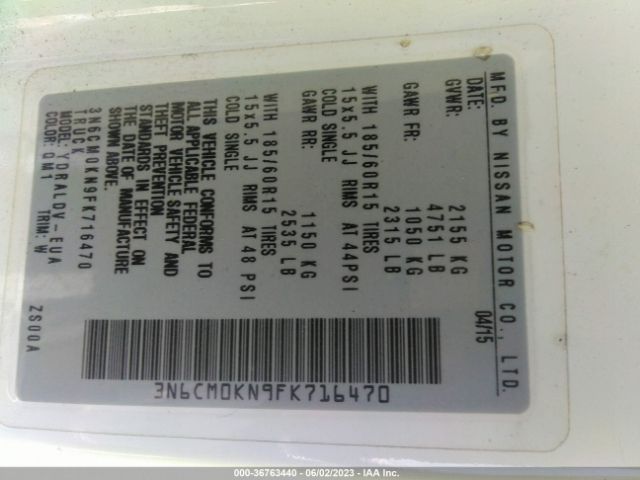 MFD. BY NISSAN MOTOR CO., LTD.
DATE: 04/15
GVWR: 2155 KG
4751 LB
GAWR FR: 1050 KG
2315 LB
WITH 185/60R15 TIRES
15x5.5 JJ RIMS AT 44PSI
COLD SINGLE
GAWR RR: 1150 KG
2535 LB
WITH 185/60R15 TIRES
15x5.5 JJ RIMS AT 48 PSI
COLD SINGLE
THIS VEHICLE CONFORMS TO
ALL APPLICABLE FEDERAL
MOTOR VEHICLE SAFETY AND
THEFT PREVENTION
STANDARDS IN EFFECT ON
THE DATE OF MANUFACTURE
SHOWN ABOVE.
3N6CM0KN9FK716470
TRUCK
MODEL: YDRALDV-EUA
COLOR: QM1 TRIM: W
ZS00A
3N6CM0KN9FK716470
000-36763440 - 06/02/2023 - IAA Inc.